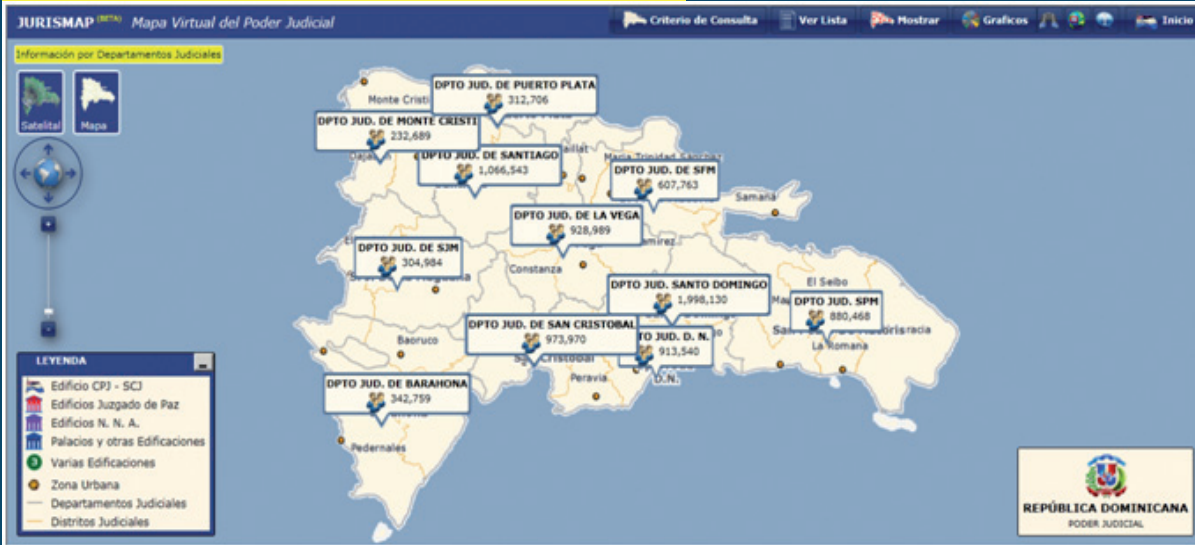 JURISMAP (BETA) Mapa Virtual del Poder Judicial
Criterio de Consulta
Ver Lista
Mostrar
Graficos
Inicio
Información por Departamentos Judiciales
Satelital
Mapa
DPTO JUD. DE PUERTO PLATA
312,706
Monte Cristi
DPTO JUD. DE MONTE CRISTI
232,689
DPTO JUD. DE SANTIAGO
1,066,543
DPTO JUD. DE SFM
607,763
Samaná
DPTO JUD. DE LA VEGA
928,989
DPTO JUD. DE SJM
304,984
Constanza
El Seibo
DPTO JUD. SANTO DOMINGO
1,998,130
DPTO JUD. SPM
880,468
DPTO JUD. DE SAN CRISTOBAL
973,970
TO JUD. D. N.
913,540
Baoruco
La Romana
Peravia
D.N.
DPTO JUD. DE BARAHONA
342,759
Pedernales
LEYENDA
Edificio CPJ - SCJ
Edificios Juzgado de Paz
Edificios N. N. A.
Palacios y otras Edificaciones
3 Varias Edificaciones
Zona Urbana
Departamentos Judiciales
Distritos Judiciales
REPÚBLICA DOMINICANA
PODER JUDICIAL